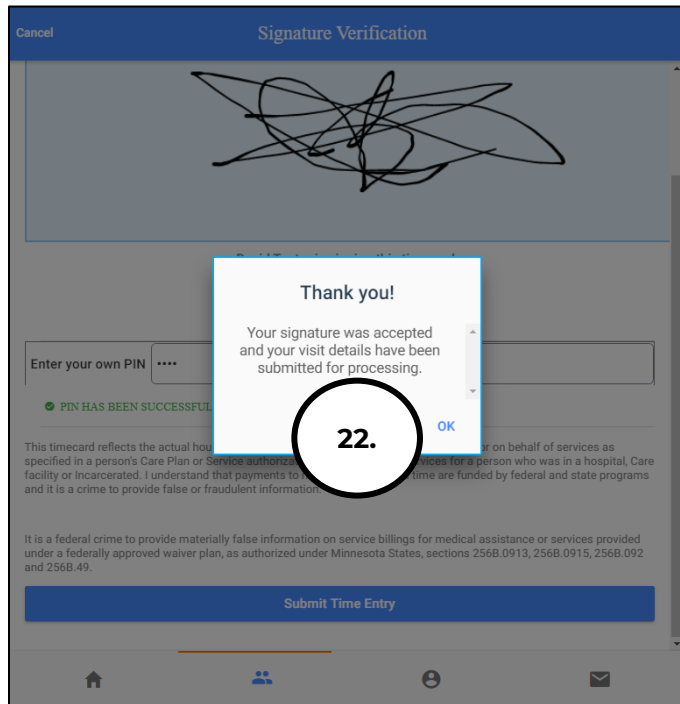 Cancel
Signature Verification
Thank you!
Your signature was accepted
and your visit details have been
submitted for processing.
Enter your own PIN ••••
PIN HAS BEEN SUCCESSFUL
OK
22.
This timecard reflects the actual or on behalf of services as
specified in a person's Care Plan or Service for a person who was in a hospital, Care
facility or Incarcerated. I understand that payments to time are funded by federal and state programs
and it is a crime to provide false or fraudulent information.
It is a federal crime to provide materially false information on service billings for medical assistance or services provided
under a federally approved waiver plan, as authorized under Minnesota States, sections 256B.0913, 256B.0915, 256B.092
and 256B.49.
Submit Time Entry